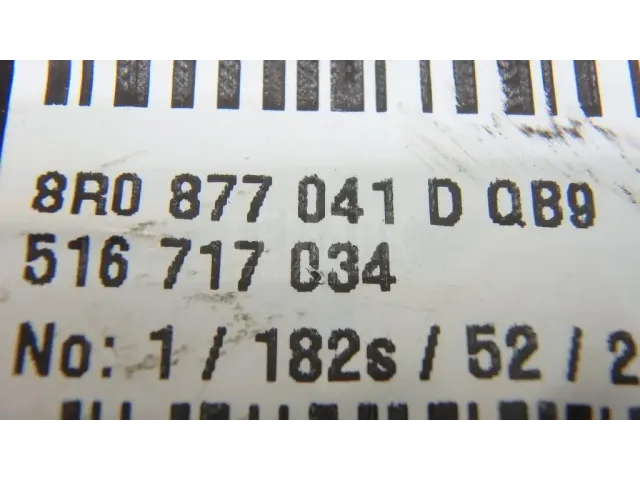 8R0 877 041 D QB9
516 717 034
No: 1 / 182s / 52 / 2